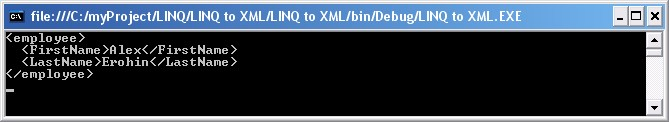 file:///C:/myProject/LINQ/LINQ to XML/LINQ to XML/bin/Debug/LINQ to XML.EXE
<employee>
  <FirstName>Alex</FirstName>
  <LastName>Erohin</LastName>
</employee>